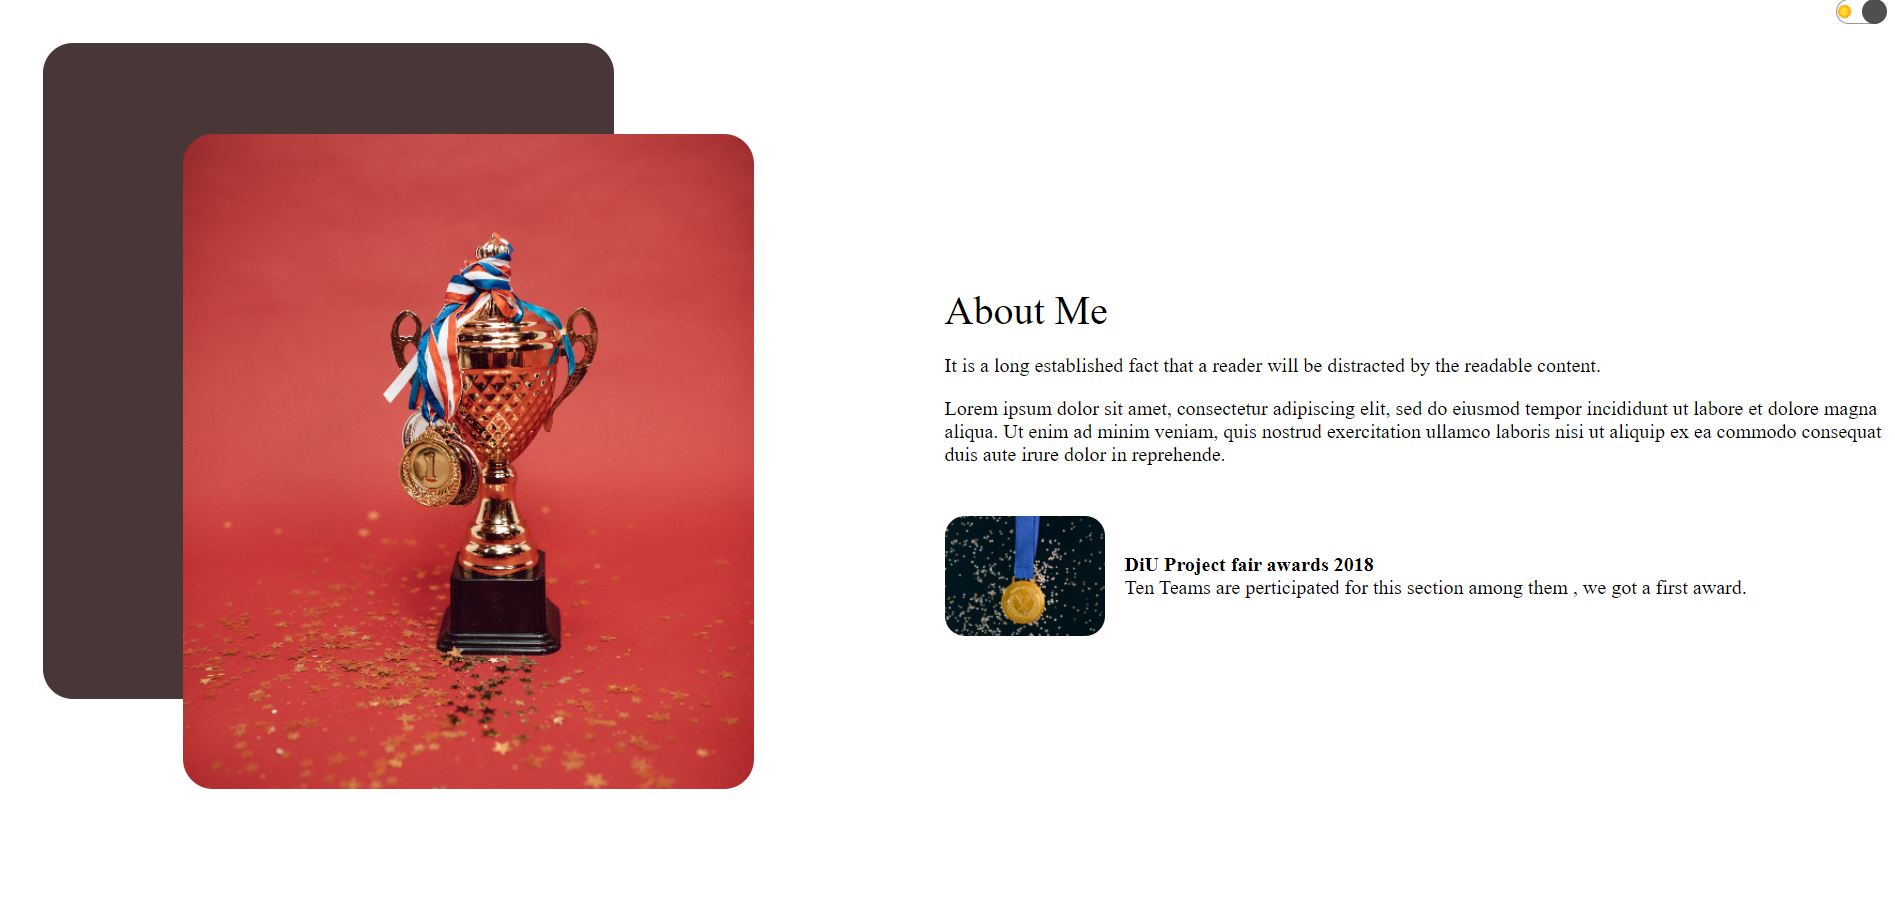 About Me
It is a long established fact that a reader will be distracted by the readable content.
Lorem ipsum dolor sit amet, consectetur adipiscing elit, sed do eiusmod tempor incididunt ut labore et dolore magna
aliqua. Ut enim ad minim veniam, quis nostrud exercitation ullamco laboris nisi ut aliquip ex ea commodo consequat
duis aute irure dolor in reprehende.
DiU Project fair awards 2018
Ten Teams are perticipated for this section among them , we got a first award.
1